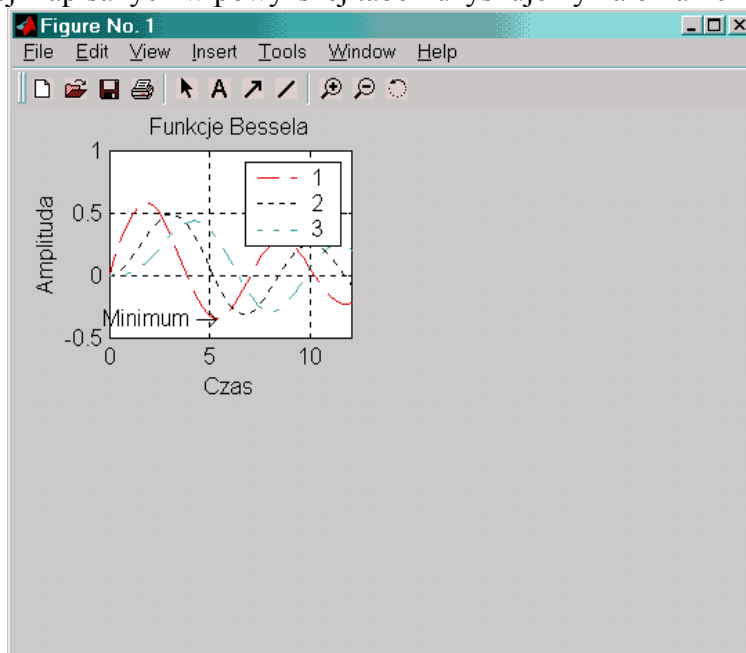 Figure No. 1
File Edit View Insert Tools Window Help
Funkcje Bessela
1
0.5
0
-0.5
Amplituda
1
2
3
Minimum
0 5 10
Czas